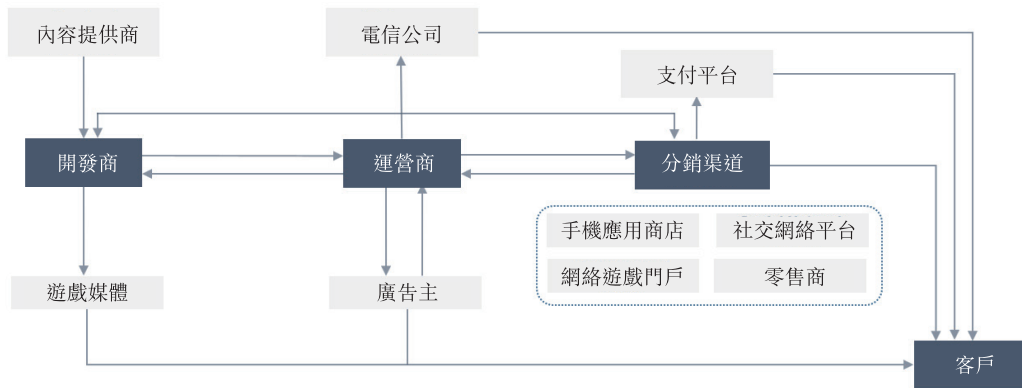 內容提供商
電信公司
支付平台
開發商
運營商
分銷渠道
手機應用商店
社交網絡平台
網絡遊戲門戶
零售商
遊戲媒體
廣告主
客戶